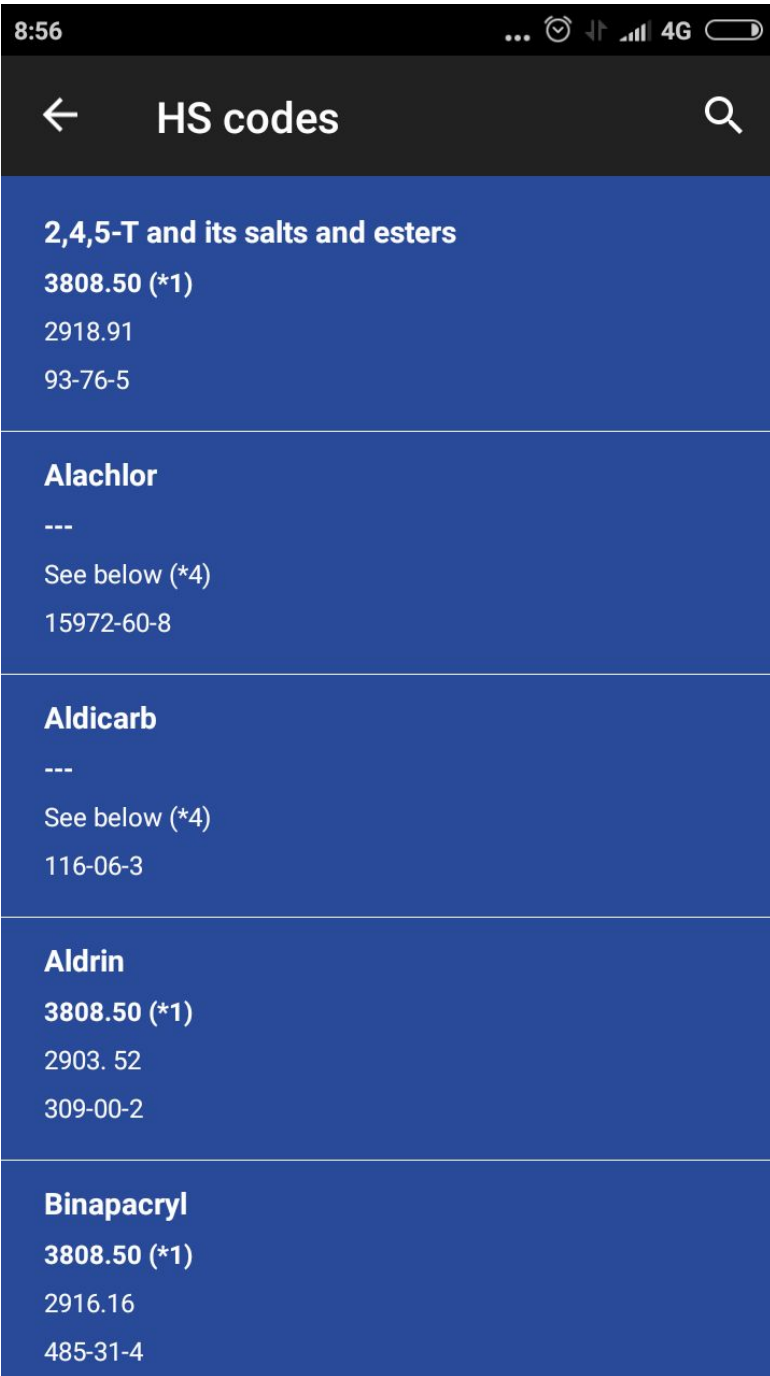 8:56
... 4G
HS codes
2,4,5-T and its salts and esters
3808.50 (*1)
2918.91
93-76-5
Alachlor
---
See below (*4)
15972-60-8
Aldicarb
---
See below (*4)
116-06-3
Aldrin
3808.50 (*1)
2903. 52
309-00-2
Binapacryl
3808.50 (*1)
2916.16
485-31-4